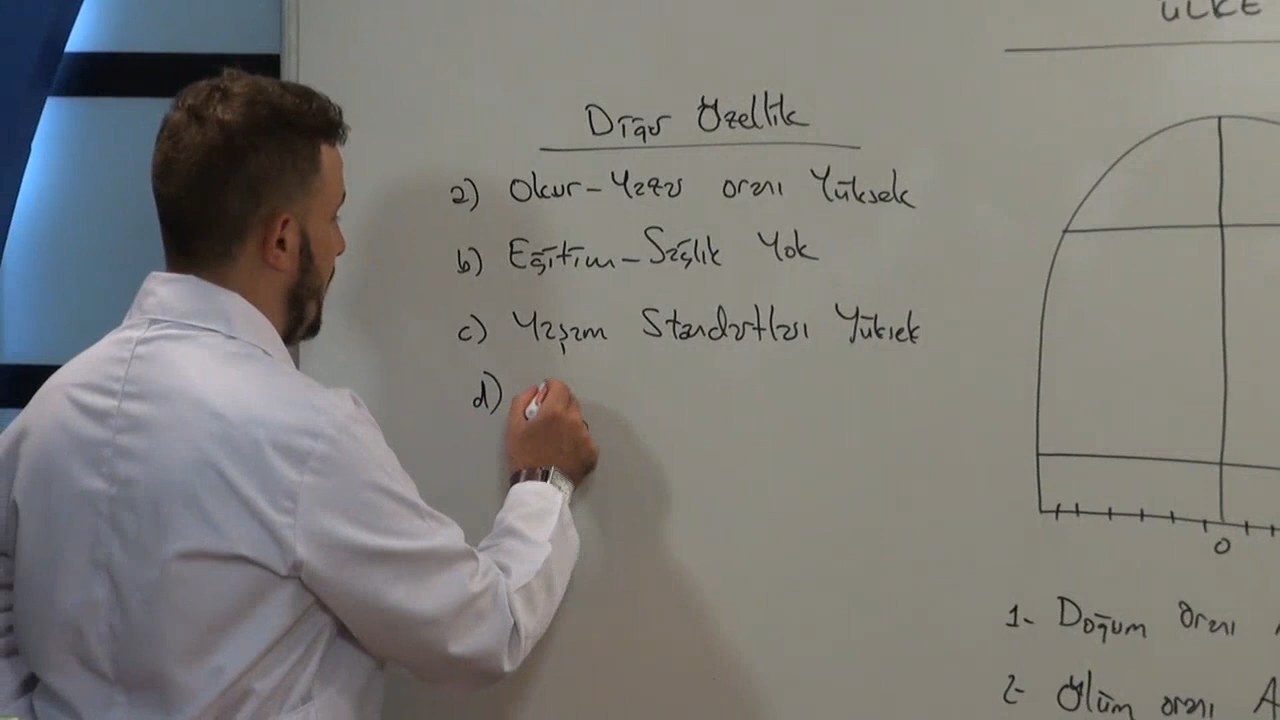 Diğer Özellik
a) Okur-Yazar oranı Yüksek
b) Eğitim-Sağlık Yok
c) Yaşam Standartları Yüksek
d)
ÜLKE
0
1- Doğum Oranı
2- Ölüm oranı A